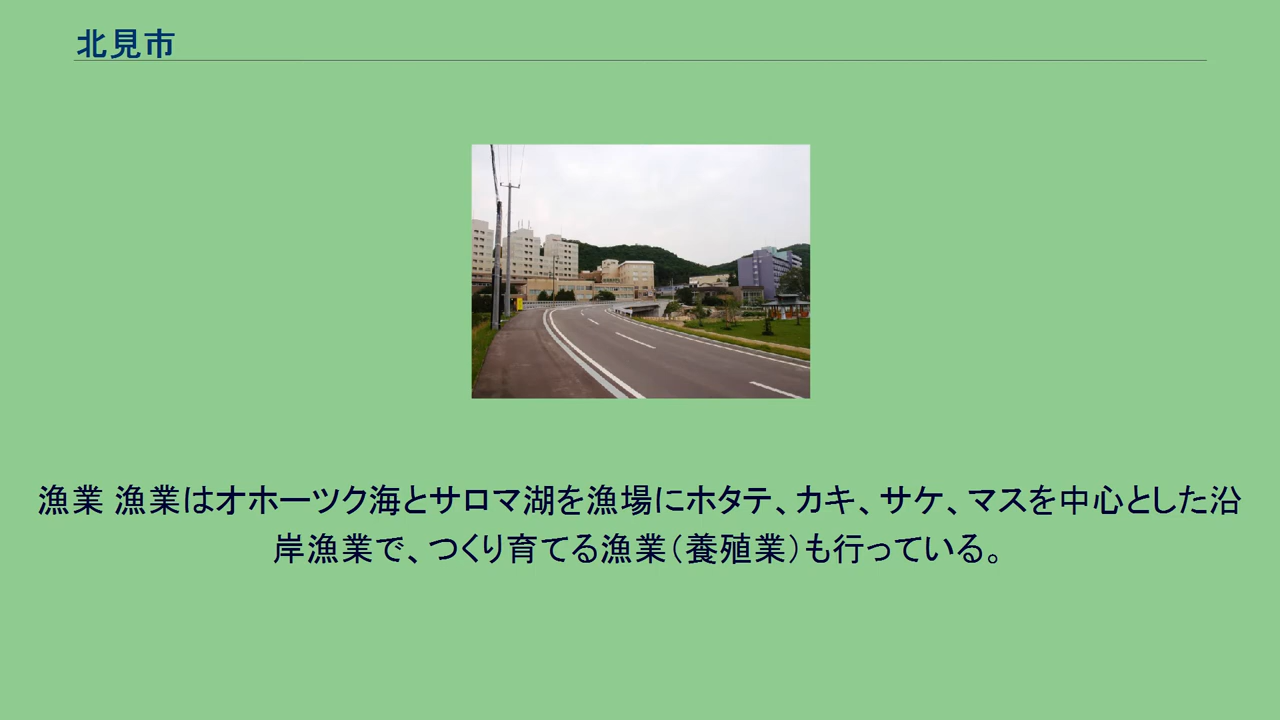 北見市
漁業 漁業はオホーツク海とサロマ湖を漁場にホタテ、カキ、サケ、マスを中心とした沿
岸漁業で、つくり育てる漁業（養殖業）も行っている。